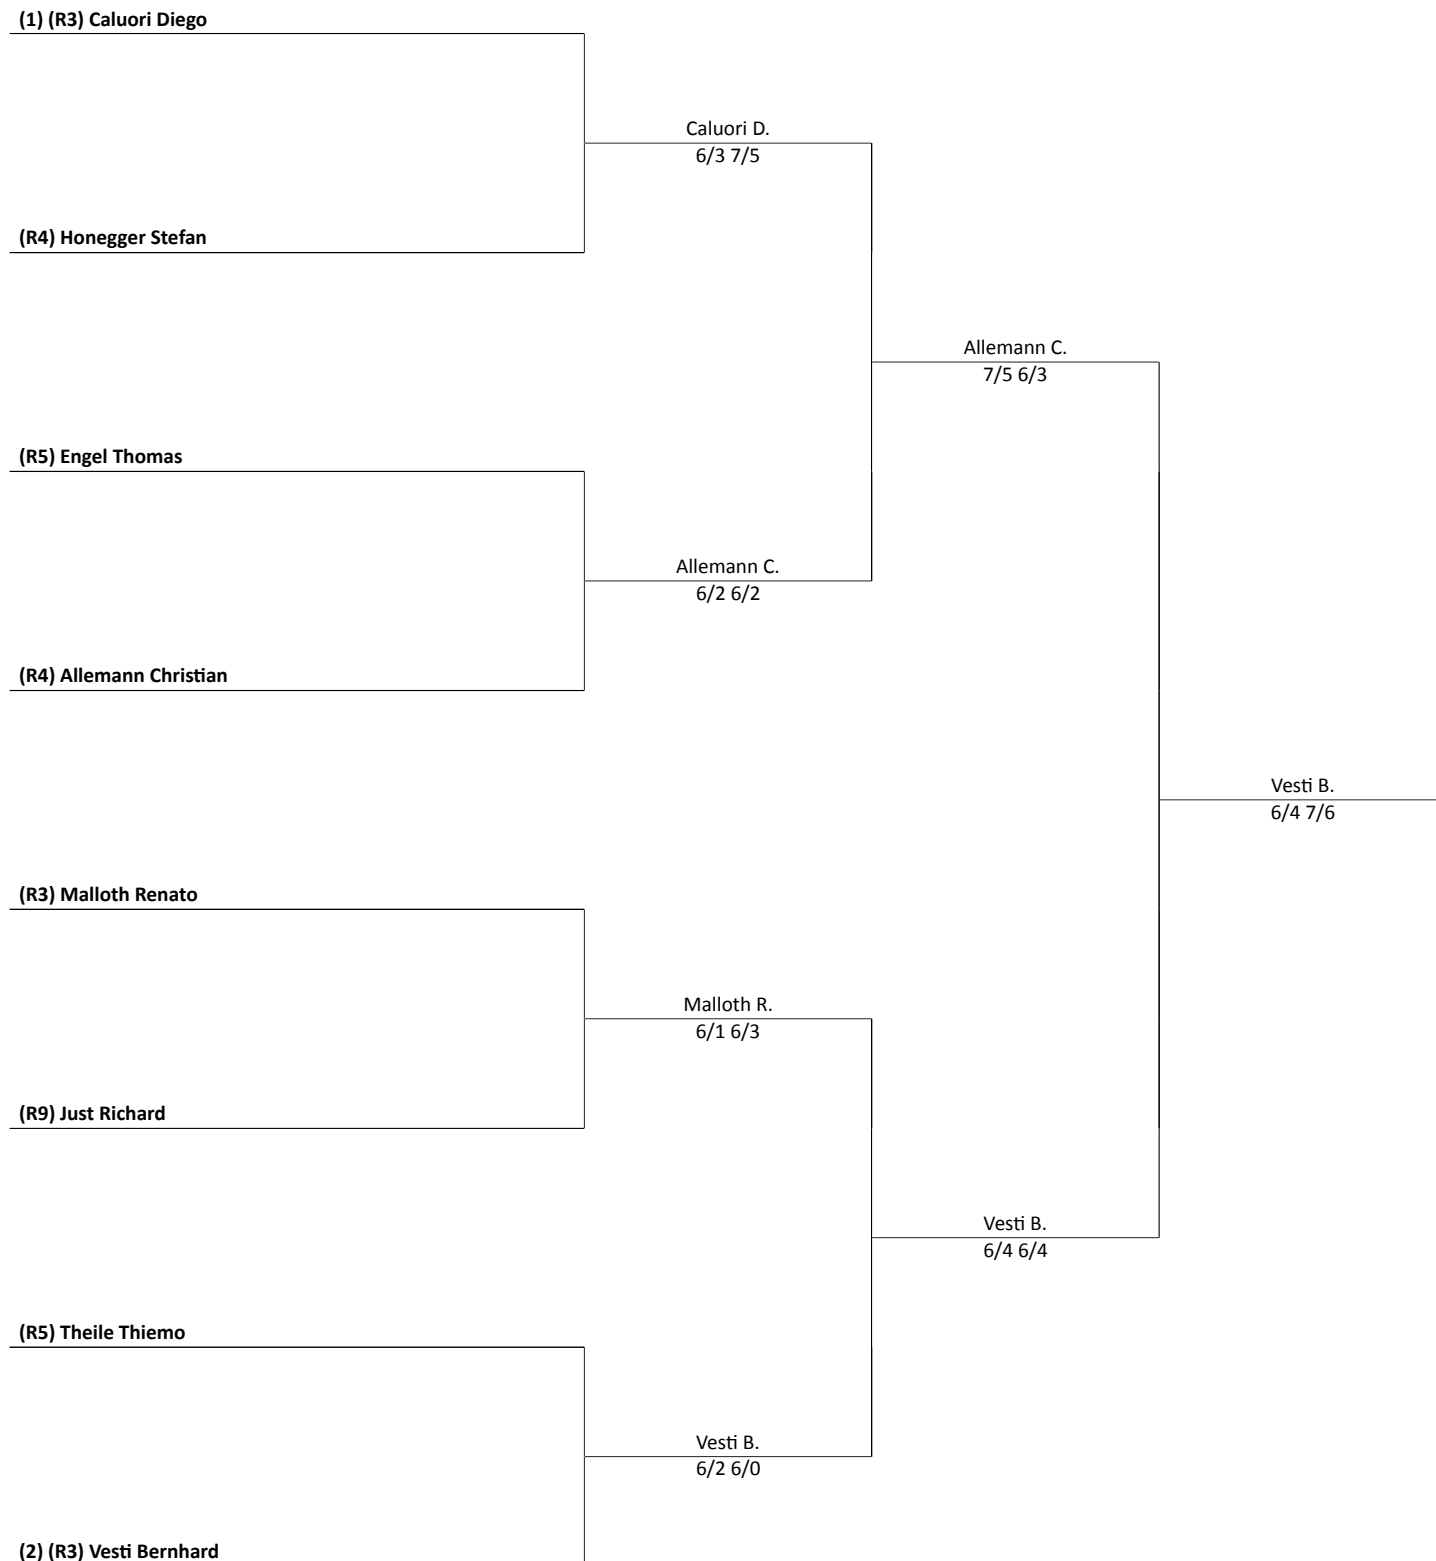 (1) (R3) Caluori Diego
Caluori D.
6/3 7/5
(R4) Honegger Stefan
Allemann C.
7/5 6/3
(R5) Engel Thomas
Allemann C.
6/2 6/2
(R4) Allemann Christian
Vesti B.
6/4 7/6
(R3) Malloth Renato
Malloth R.
6/1 6/3
(R9) Just Richard
Vesti B.
6/4 6/4
(R5) Theile Thiemo
Vesti B.
6/2 6/0
(2) (R3) Vesti Bernhard